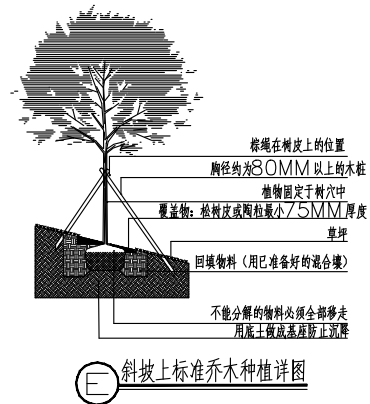 棕绳在树皮上的位置
胸径约为80MM以上的木桩
植物固定于树穴中
覆盖物：松树皮或陶粒最小75MM厚度
草坪
回填物料（用已准备好的混合壤）
不能分解的物料必须全部移走
用底土做成基座防止沉降
E 斜坡上标准乔木种植详图